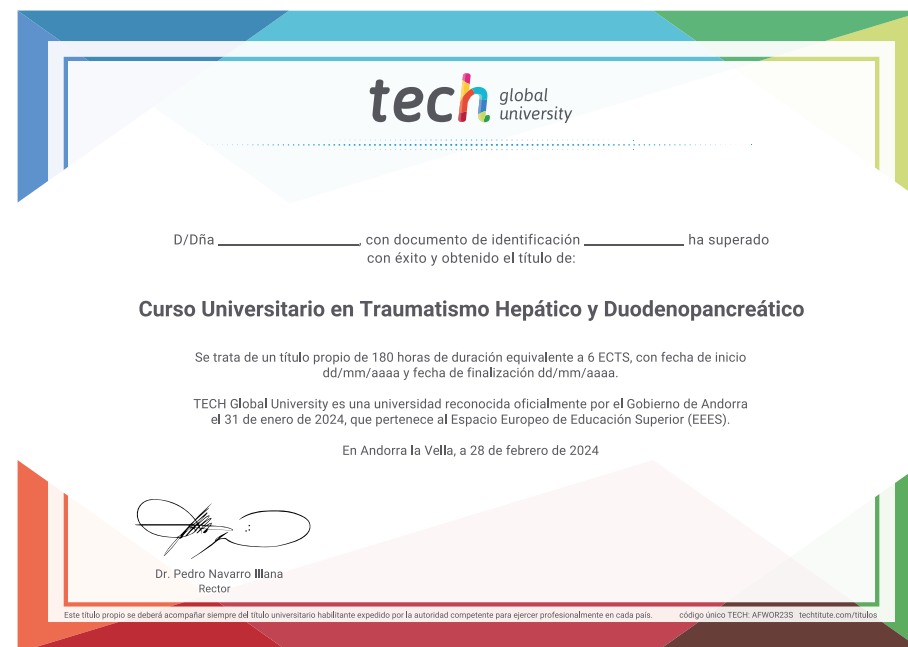 tech global university
D/Dña ______________, con documento de identificación __________ ha superado
con éxito y obtenido el título de:
Curso Universitario en Traumatismo Hepático y Duodenopancreático
Se trata de un título propio de 180 horas de duración equivalente a 6 ECTS, con fecha de inicio
dd/mm/aaaa y fecha de finalización dd/mm/aaaa.
TECH Global University es una universidad reconocida oficialmente por el Gobierno de Andorra
el 31 de enero de 2024, que pertenece al Espacio Europeo de Educación Superior (EEES).
En Andorra la Vella, a 28 de febrero de 2024
Dr. Pedro Navarro Illana
Rector
Este título propio se deberá acompañar siempre del título universitario habilitante expedido por la autoridad competente para ejercer profesionalmente en cada país. código único TECH: AFWOR23S techtitute.com/titulos